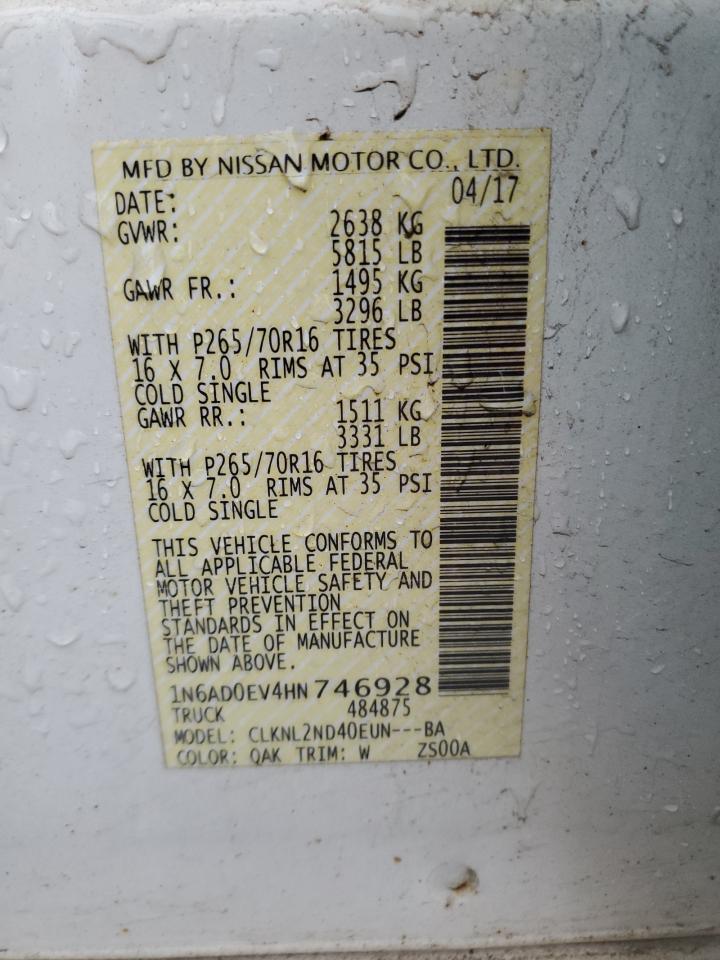 MFD BY NISSAN MOTOR CO., LTD.
DATE: 04/17
GVWR: 2638 KG
5815 LB
GAWR FR.: 1495 KG
3296 LB
WITH P265/70R16 TIRES
16 X 7.0 RIMS AT 35 PSI
COLD SINGLE
GAWR RR.: 1511 KG
3331 LB
WITH P265/70R16 TIRES
16 X 7.0 RIMS AT 35 PSI
COLD SINGLE
THIS VEHICLE CONFORMS TO
ALL APPLICABLE FEDERAL
MOTOR VEHICLE SAFETY AND
THEFT PREVENTION
STANDARDS IN EFFECT ON
THE DATE OF MANUFACTURE
SHOWN ABOVE.
1N6AD0EV4HN746928
TRUCK 484875
MODEL: CLKNL2ND40EUN---BA
COLOR: QAK TRIM: W ZS00A